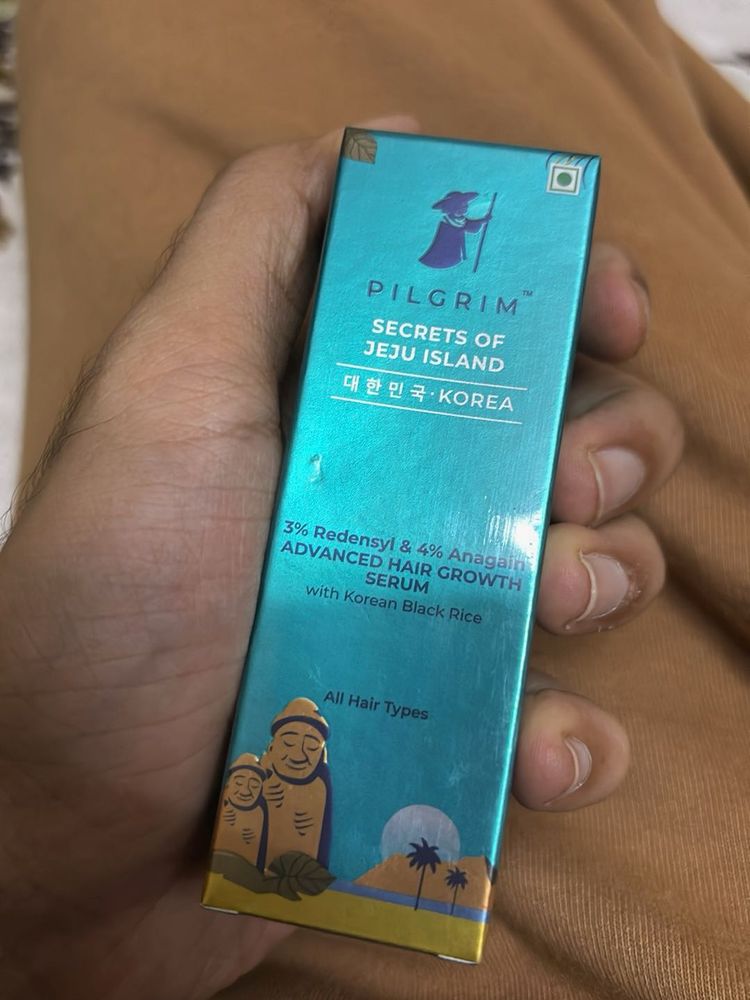 PILGRIM™
SECRETS OF
JEJU ISLAND
대한민국·KOREA
3% Redensyl & 4% Anagain
ADVANCED HAIR GROWTH
SERUM
with Korean Black Rice
All Hair Types